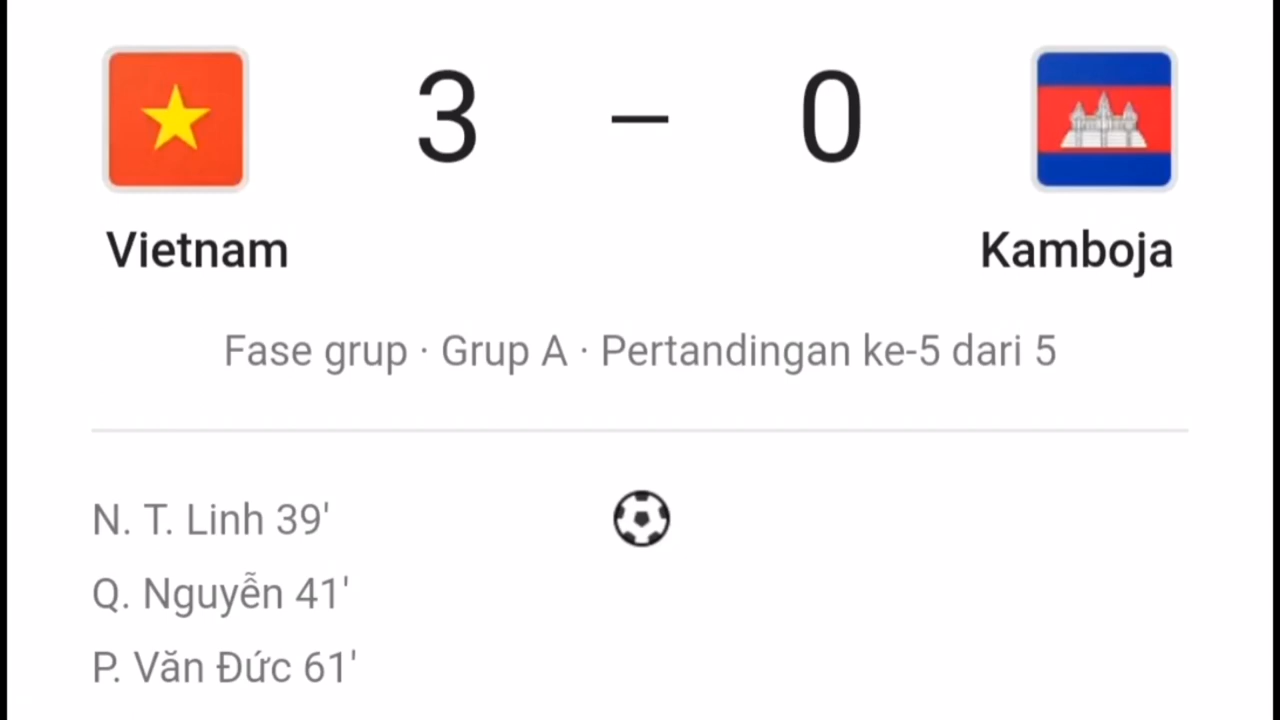 3 – 0
Vietnam Kamboja
Fase grup · Grup A · Pertandingan ke-5 dari 5
N. T. Linh 39'
Q. Nguyễn 41'
P. Văn Đức 61'